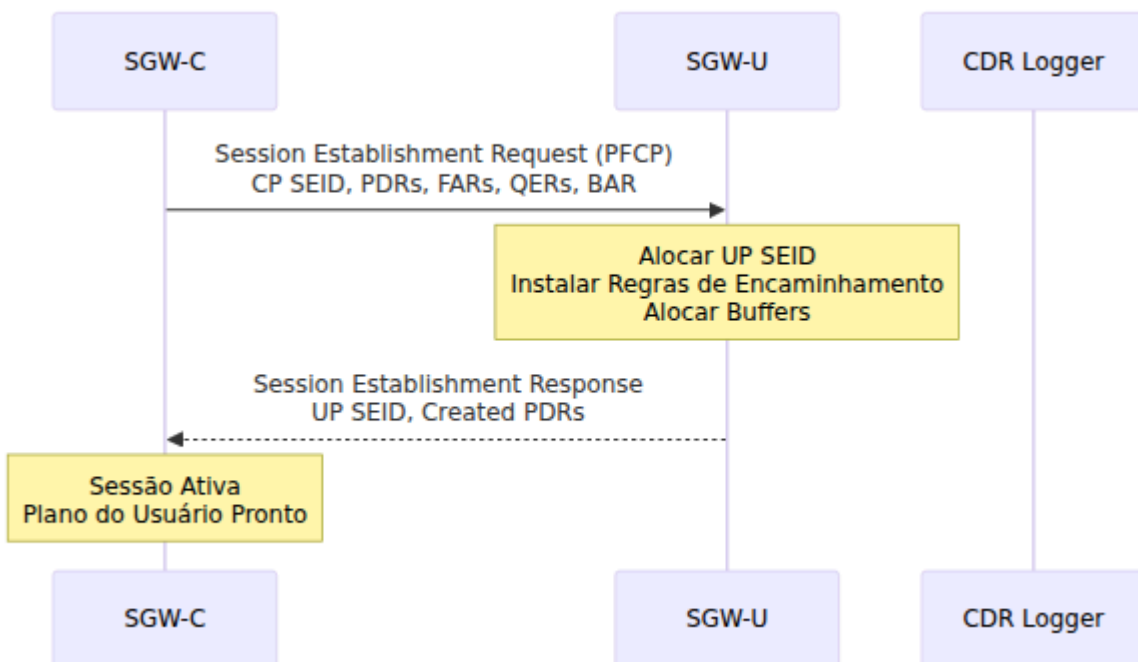 SGW-C
SGW-U
CDR Logger
Session Establishment Request (PFCP)
CP SEID, PDRs, FARs, QERs, BAR
Alocar UP SEID
Instalar Regras de Encaminhamento
Alocar Buffers
Session Establishment Response
UP SEID, Created PDRs
Sessão Ativa
Plano do Usuário Pronto
SGW-C
SGW-U
CDR Logger